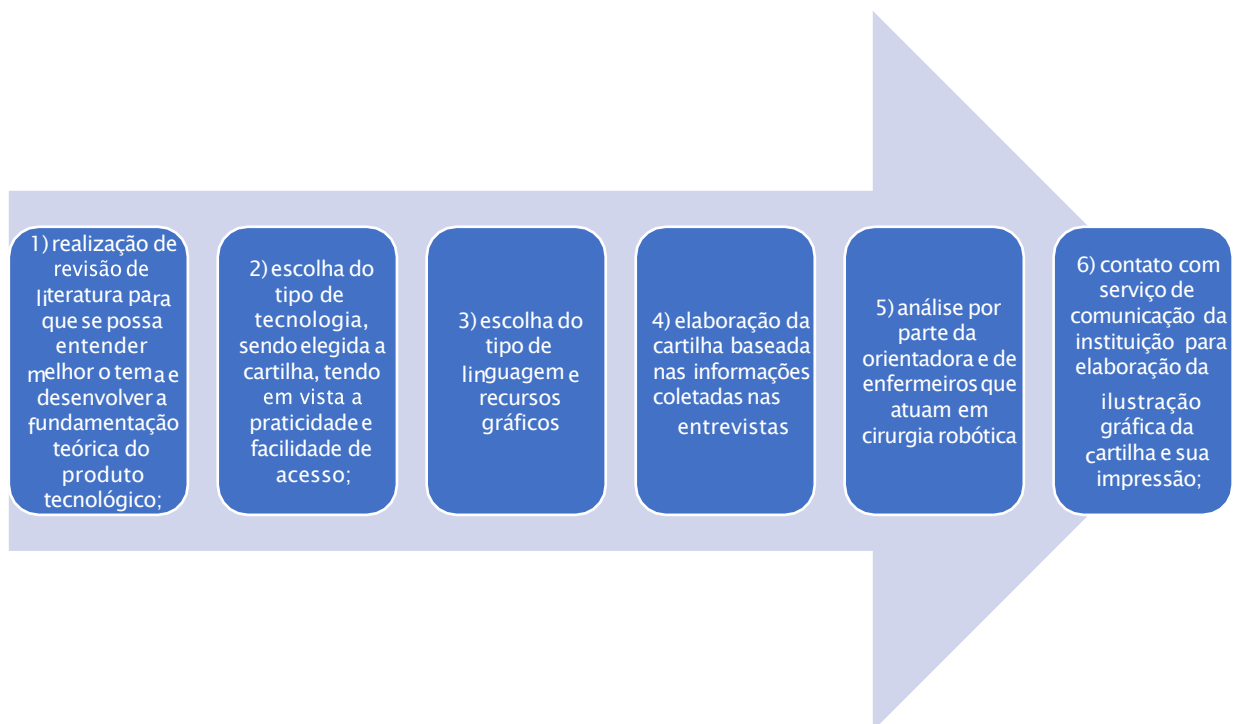 1) realização de
revisão de
literatura para
que se possa
entender
melhor o tema e
desenvolver a
fundamentação
teórica do
produto
tecnológico;
2) escolha do
tipo de
tecnologia,
sendo elegida a
cartilha, tendo
em vista a
praticidade e
facilidade de
acesso;
3) escolha do
tipo de
linguagem e
recursos
gráficos
4) elaboração da
cartilha baseada
nas informações
coletadas nas
entrevistas
5) análise por
parte da
orientadora e de
enfermeiros que
atuam em
cirurgia robótica
6) contato com
serviço de
comunicação da
instituição para
elaboração da
ilustração
gráfica da
cartilha e sua
impressão;